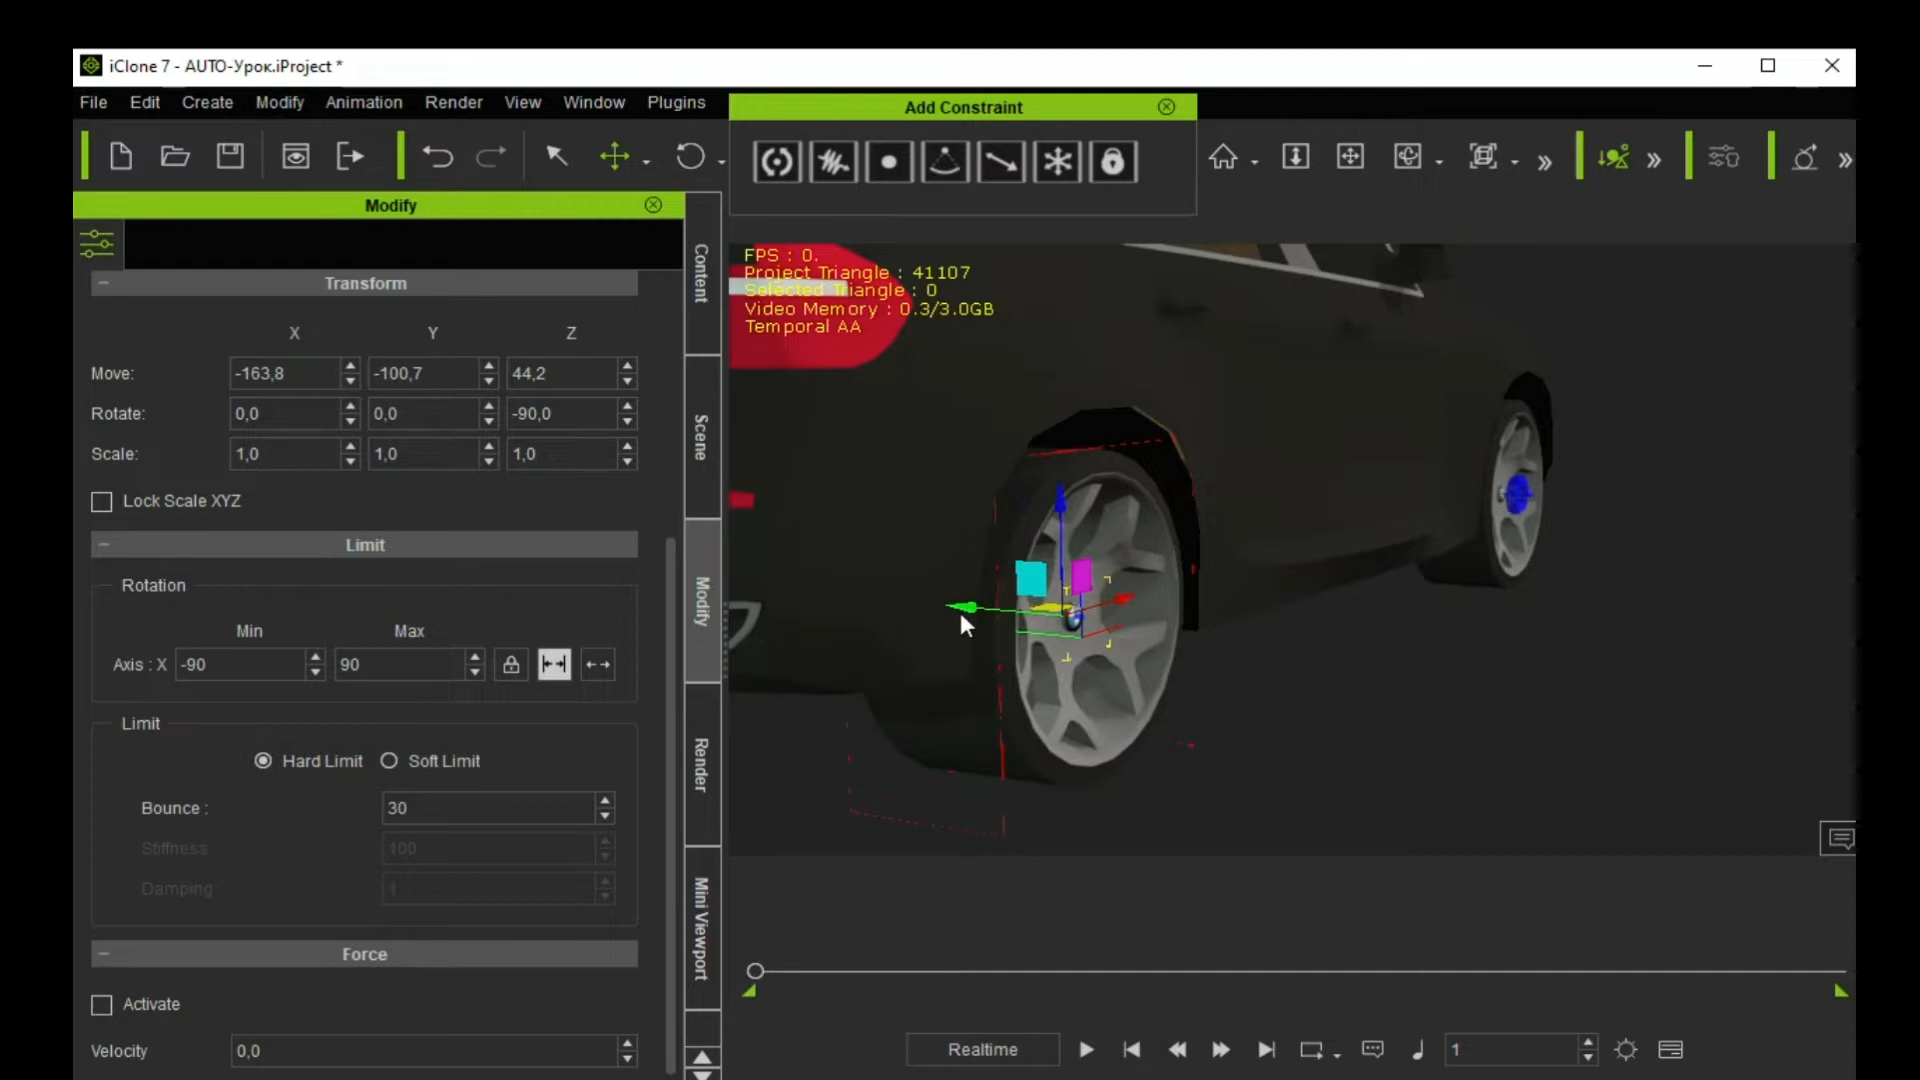 iClone 7 - AUTO-Урок.iProject *
File Edit Create Modify Animation Render View Window Plugins
Add Constraint
Modify
Transform
X Y Z
Move: -163,8 -100,7 44,2
Rotate: 0,0 0,0 -90,0
Scale: 1,0 1,0 1,0
Lock Scale XYZ
Limit
Rotation
Min Max
Axis : X -90 90
Limit
Hard Limit Soft Limit
Bounce : 30
Stiffness 100
Damping : 1
Force
Activate
Velocity 0,0
Content
Scene
Modify
Render
Mini Viewport
FPS : 0.
Project Triangle : 41107
Selected Triangle : 0
Video Memory : 0.3/3.0GB
Temporal AA
Realtime 1